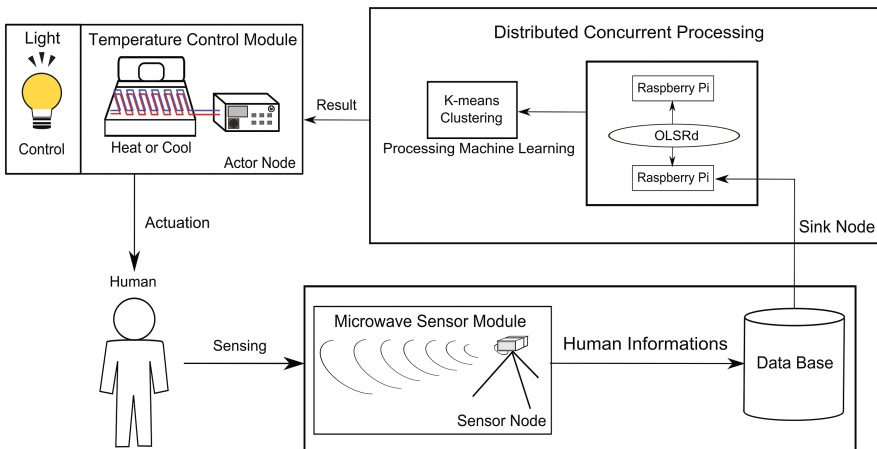 Light
Control
Temperature Control Module
Heat or Cool
Actor Node
Result
Distributed Concurrent Processing
K-means
Clustering
Processing Machine Learning
Raspberry Pi
OLSRd
Raspberry Pi
Sink Node
Actuation
Human
Sensing
Microwave Sensor Module
Sensor Node
Human Informations
Data Base